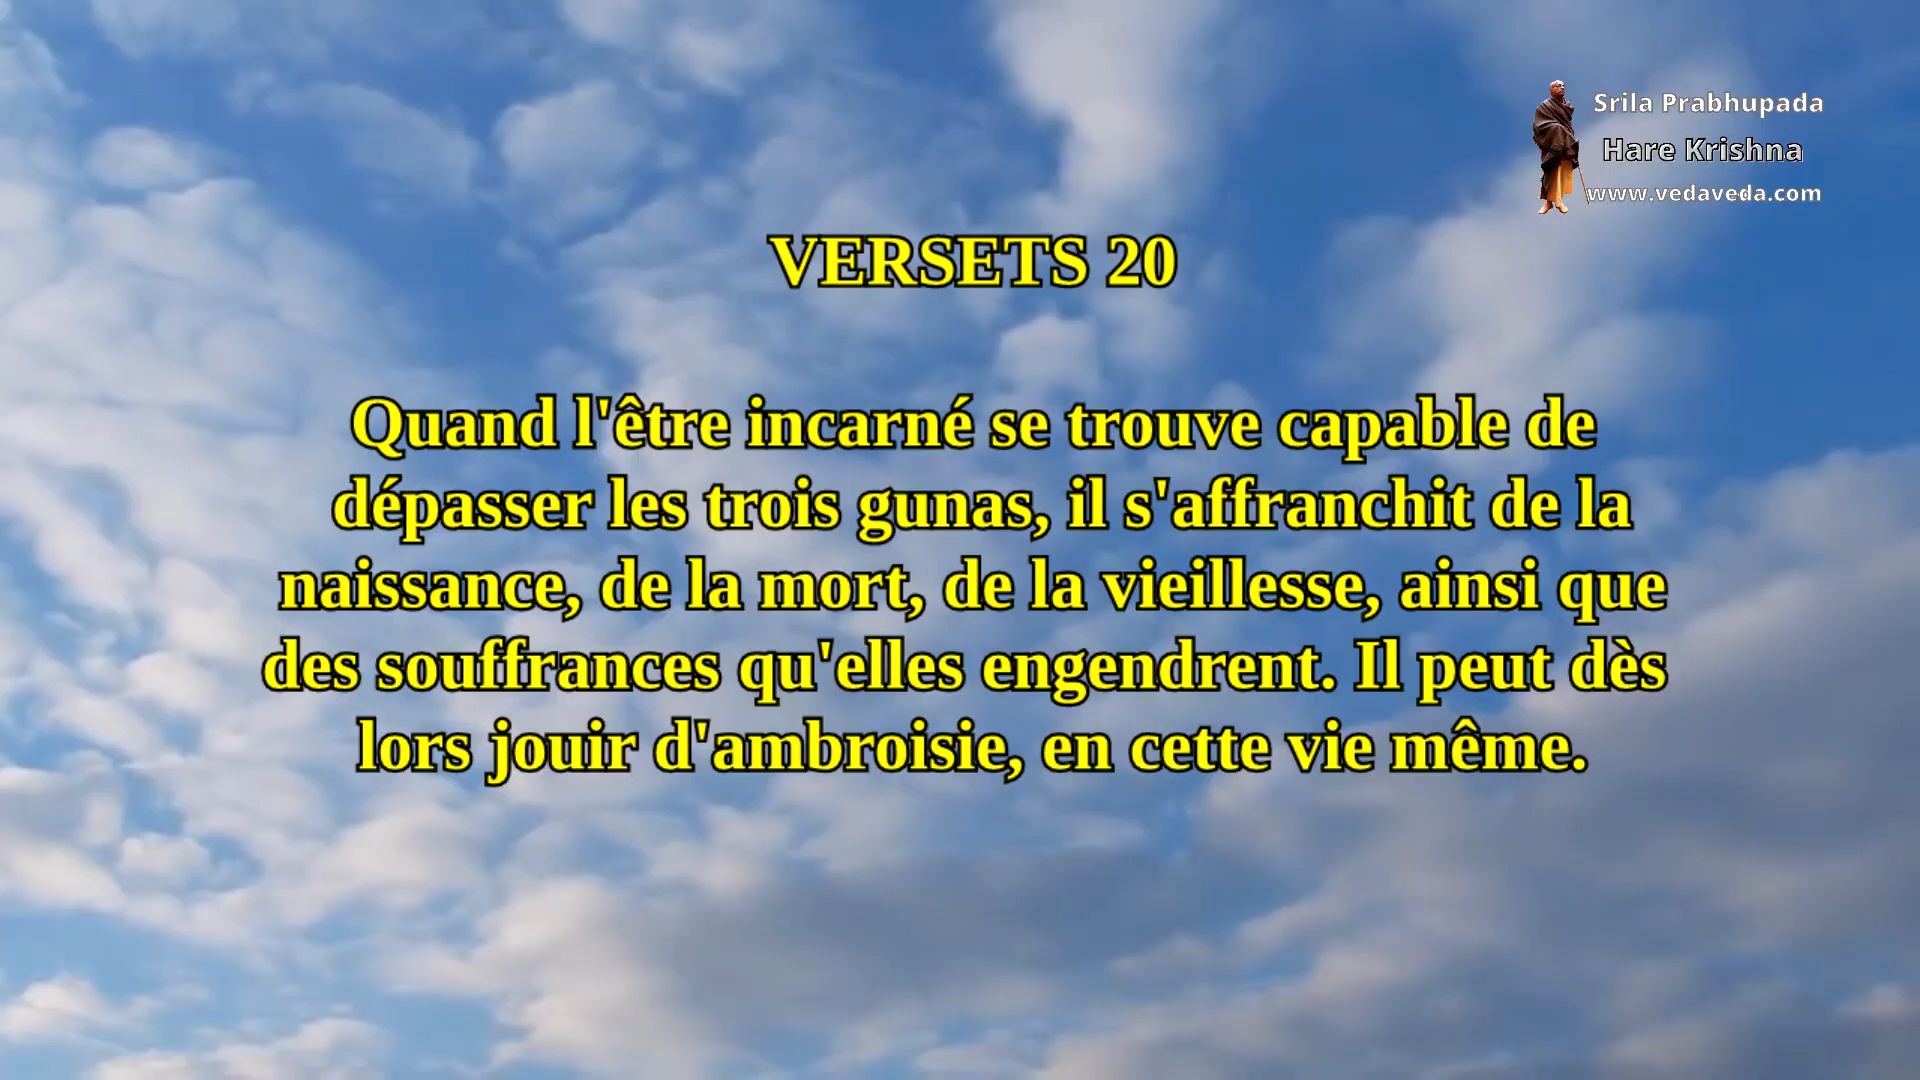 Srila Prabhupada
Hare Krishna
www.vedaveda.com
VERSETS 20
Quand l'être incarné se trouve capable de
dépasser les trois gunas, il s'affranchit de la
naissance, de la mort, de la vieillesse, ainsi que
des souffrances qu'elles engendrent. Il peut dès
lors jouir d'ambroisie, en cette vie même.